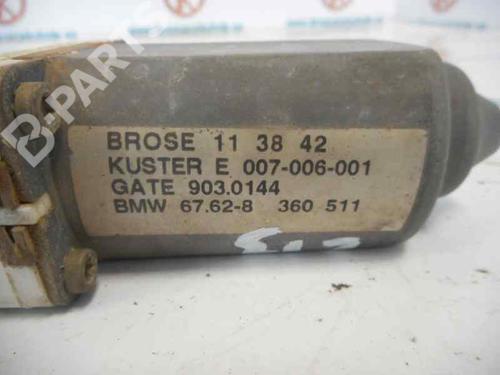 B-PARTS
BROSE 11 38 42
KUSTER E 007-006-001
GATE 903.0144
BMW 67.62-8 360 511